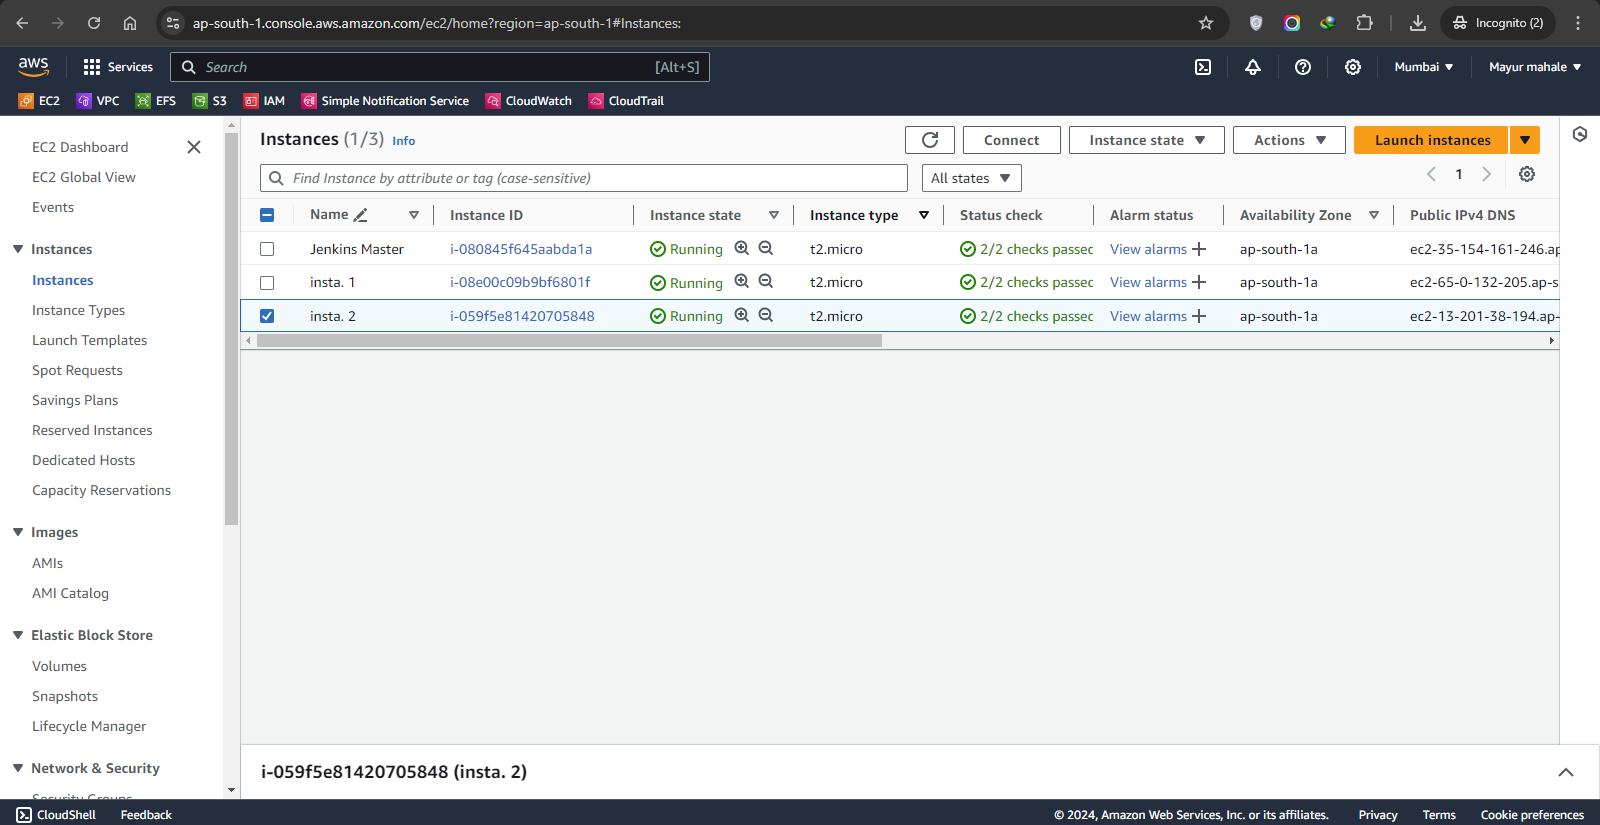 ap-south-1.console.aws.amazon.com/ec2/home?region=ap-south-1#Instances:
Incognito (2)
aws
Services
Search
[Alt+S]
Mumbai
Mayur mahale
EC2
VPC
EFS
S3
IAM
Simple Notification Service
CloudWatch
CloudTrail
EC2 Dashboard
EC2 Global View
Events
Instances
Instances
Instance Types
Launch Templates
Spot Requests
Savings Plans
Reserved Instances
Dedicated Hosts
Capacity Reservations
Images
AMIs
AMI Catalog
Elastic Block Store
Volumes
Snapshots
Lifecycle Manager
Network & Security
Security Groups
Instances (1/3) Info
Connect
Instance state
Actions
Launch instances
Find Instance by attribute or tag (case-sensitive)
All states
1
Name Instance ID Instance state Instance type Status check Alarm status Availability Zone Public IPv4 DNS
Jenkins Master i-080845f645aabda1a Running t2.micro 2/2 checks passed View alarms ap-south-1a ec2-35-154-161-246.ap
insta. 1 i-08e00c09b9bf6801f Running t2.micro 2/2 checks passed View alarms ap-south-1a ec2-65-0-132-205.ap-s
insta. 2 i-059f5e81420705848 Running t2.micro 2/2 checks passed View alarms ap-south-1a ec2-13-201-38-194.ap-
i-059f5e81420705848 (insta. 2)
CloudShell
Feedback
© 2024, Amazon Web Services, Inc. or its affiliates.
Privacy
Terms
Cookie preferences